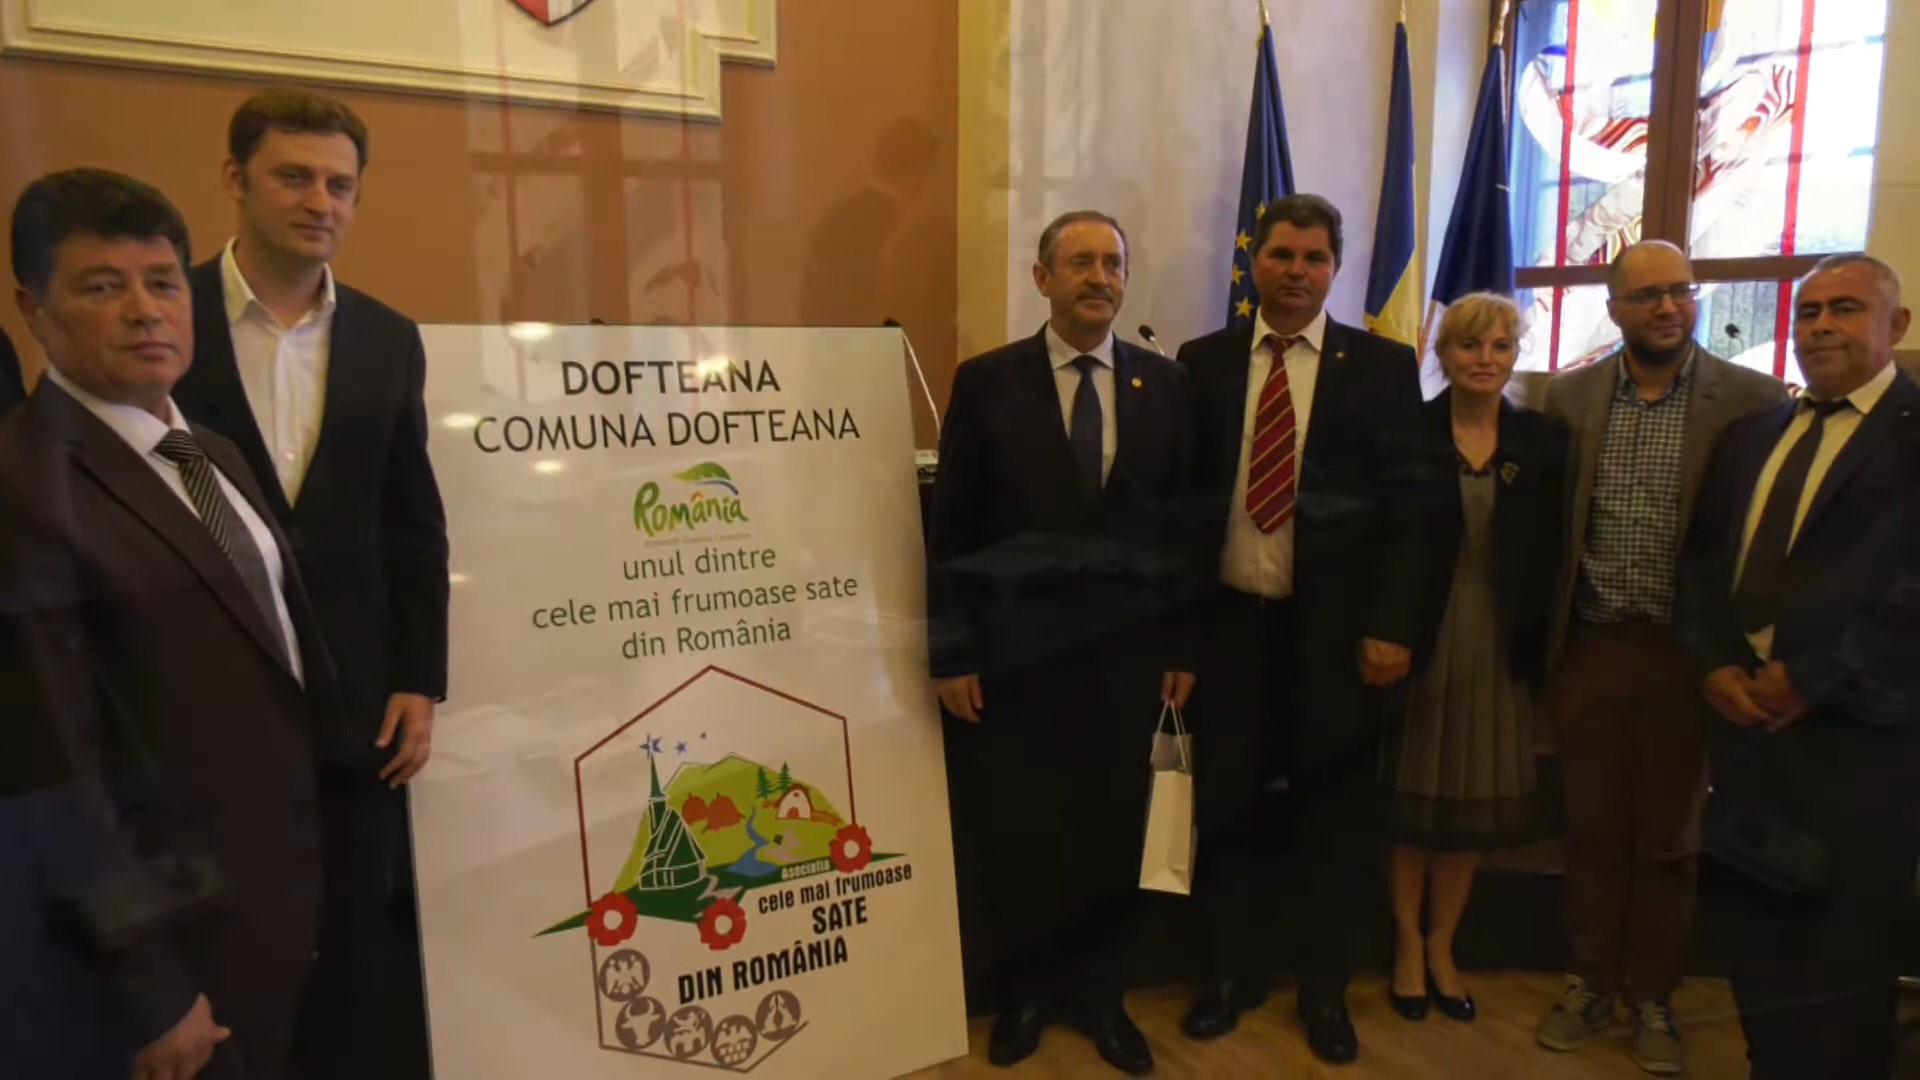 DOFTEANA
COMUNA DOFTEANA
România
unul dintre
cele mai frumoase sate
din România
Asociatia
cele mai frumoase
SATE
DIN ROMÂNIA